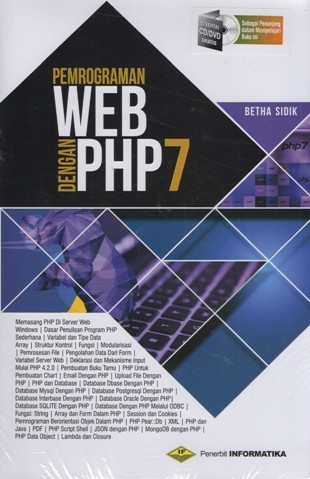 DISERTAI
CD/DVD
GRATIS
Sebagai Penunjang
dalam Mempelajari
Buku ini
PEMROGRAMAN
WEB
DENGAN
PHP 7
BETHA SIDIK
php7
Memasang PHP Di Server Web
Windows | Dasar Penulisan Program PHP
Sederhana | Variabel dan Tipe Data
Array | Struktur Kontrol | Fungsi | Modularisasi
| Pemrosesan File | Pengolahan Data Dari Form |
Variabel Server Web | Deklarasi dan Mekanisme Input
Mulai PHP 4.2.0 | Pembuatan Buku Tamu | PHP Untuk
Pembuatan Chart | Email Dengan PHP | Upload File Dengan
PHP | PHP dan Database | Database Dbase Dengan PHP |
Database Mysql Dengan PHP | Database Postgresql Dengan PHP |
Database Interbase Dengan PHP | Database Oracle Dengan PHP|
Database SQLITE Dengan PHP | Database Dengan PHP Melalui ODBC |
Fungsi: String | Array dan Form Dalam PHP | Session dan Cookies |
Pemrograman Berorientasi Objek Dalam PHP | PHP Pear::Db | XML | PHP dan
Java | PDF | PHP Script Shell | JSON dengan PHP | MongoDB dengan PHP |
PHP Data Object | Lambda dan Closure
IF
Penerbit INFORMATIKA